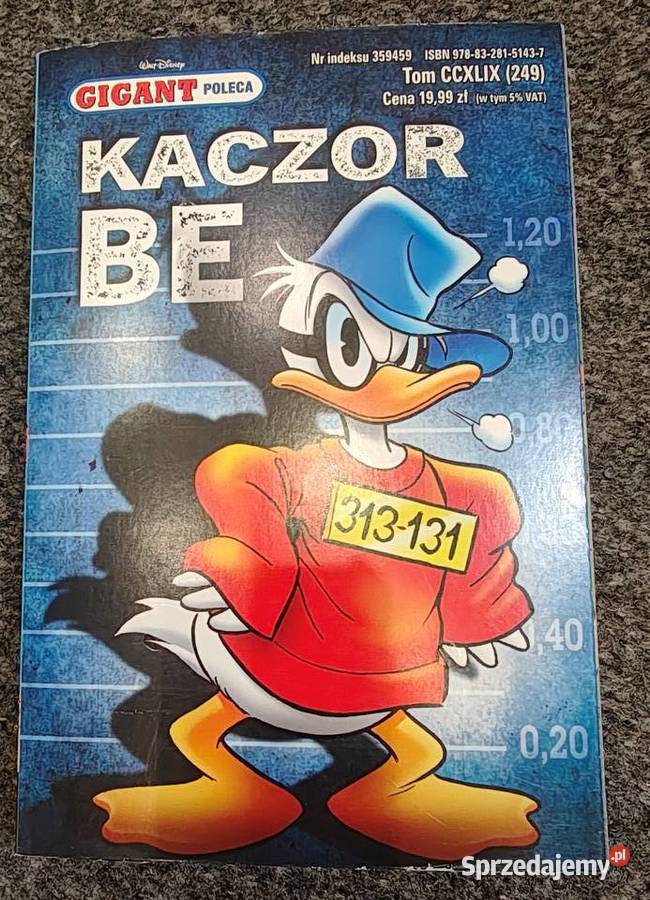 Walt Disney
GIGANT POLECA
Nr indeksu 359459 ISBN 978-83-281-5143-7
Tom CCXLIX (249)
Cena 19,99 zł (w tym 5% VAT)
KACZOR
BE
1,20
1,00
0,80
313-131
,40
0,20
Sprzedajemy.pl